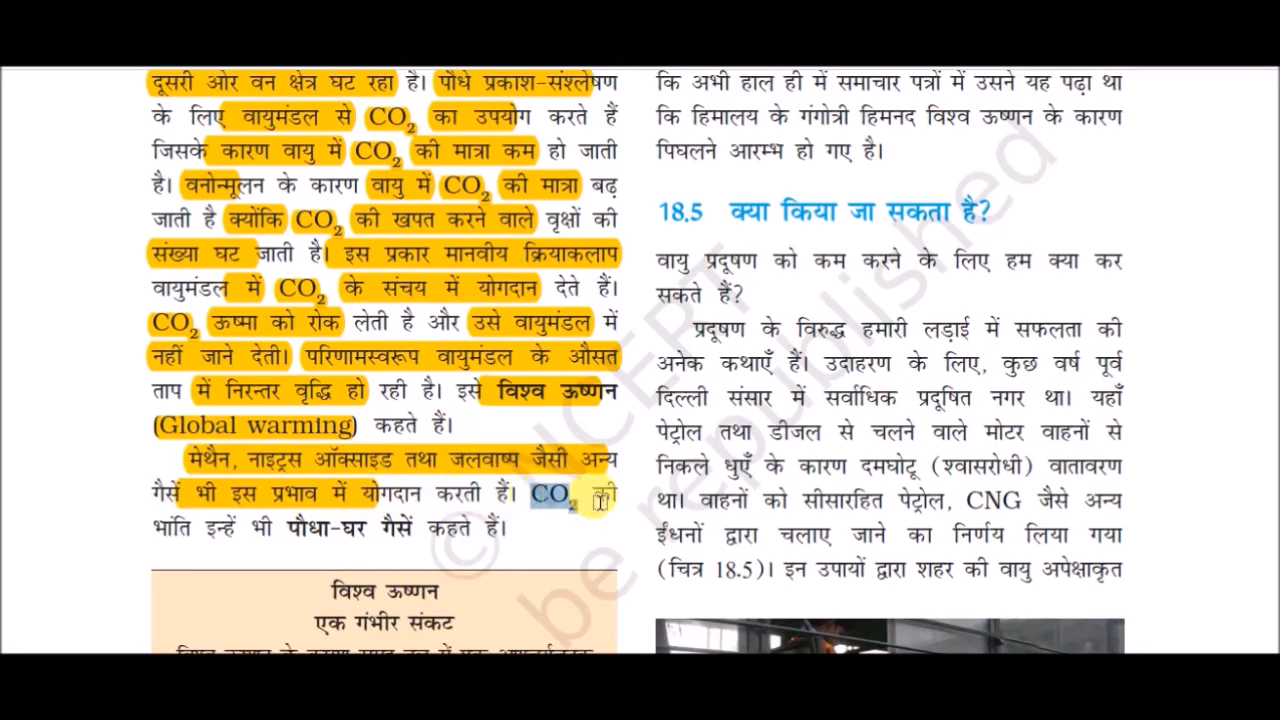 दूसरी ओर वन क्षेत्र घट रहा है। पौधे प्रकाश-संश्लेषण
के लिए वायुमंडल से CO₂ का उपयोग करते हैं
जिसके कारण वायु में CO₂ की मात्रा कम हो जाती
है। वनोन्मूलन के कारण वायु में CO₂ की मात्रा बढ़
जाती है क्योंकि CO₂ की खपत करने वाले वृक्षों की
संख्या घट जाती है। इस प्रकार मानवीय क्रियाकलाप
वायुमंडल में CO₂ के संचय में योगदान देते हैं।
CO₂ ऊष्मा को रोक लेती है और उसे वायुमंडल में
नहीं जाने देती। परिणामस्वरूप वायुमंडल के औसत
ताप में निरन्तर वृद्धि हो रही है। इसे विश्व ऊष्णन
(Global warming) कहते हैं।
मेथैन, नाइट्रस ऑक्साइड तथा जलवाष्प जैसी अन्य
गैसें भी इस प्रभाव में योगदान करती हैं। CO₂ की
भांति इन्हें भी पौधा-घर गैसें कहते हैं।
विश्व ऊष्णन
एक गंभीर संकट
कि अभी हाल ही में समाचार पत्रों में उसने यह पढ़ा था
कि हिमालय के गंगोत्री हिमनद विश्व ऊष्णन के कारण
पिघलने आरम्भ हो गए है।
18.5 क्या किया जा सकता है?
वायु प्रदूषण को कम करने के लिए हम क्या कर
सकते हैं?
प्रदूषण के विरुद्ध हमारी लड़ाई में सफलता की
अनेक कथाएँ हैं। उदाहरण के लिए, कुछ वर्ष पूर्व
दिल्ली संसार में सर्वाधिक प्रदूषित नगर था। यहाँ
पेट्रोल तथा डीजल से चलने वाले मोटर वाहनों से
निकले धुएँ के कारण दमघोटू (श्वासरोधी) वातावरण
था। वाहनों को सीसारहित पेट्रोल, CNG जैसे अन्य
ईंधनों द्वारा चलाए जाने का निर्णय लिया गया
(चित्र 18.5)। इन उपायों द्वारा शहर की वायु अपेक्षाकृत
© NCERT
be republished